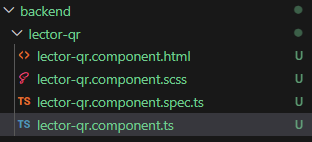 backend
lector-qr
<> lector-qr.component.html U
lector-qr.component.scss U
TS lector-qr.component.spec.ts U
TS lector-qr.component.ts U